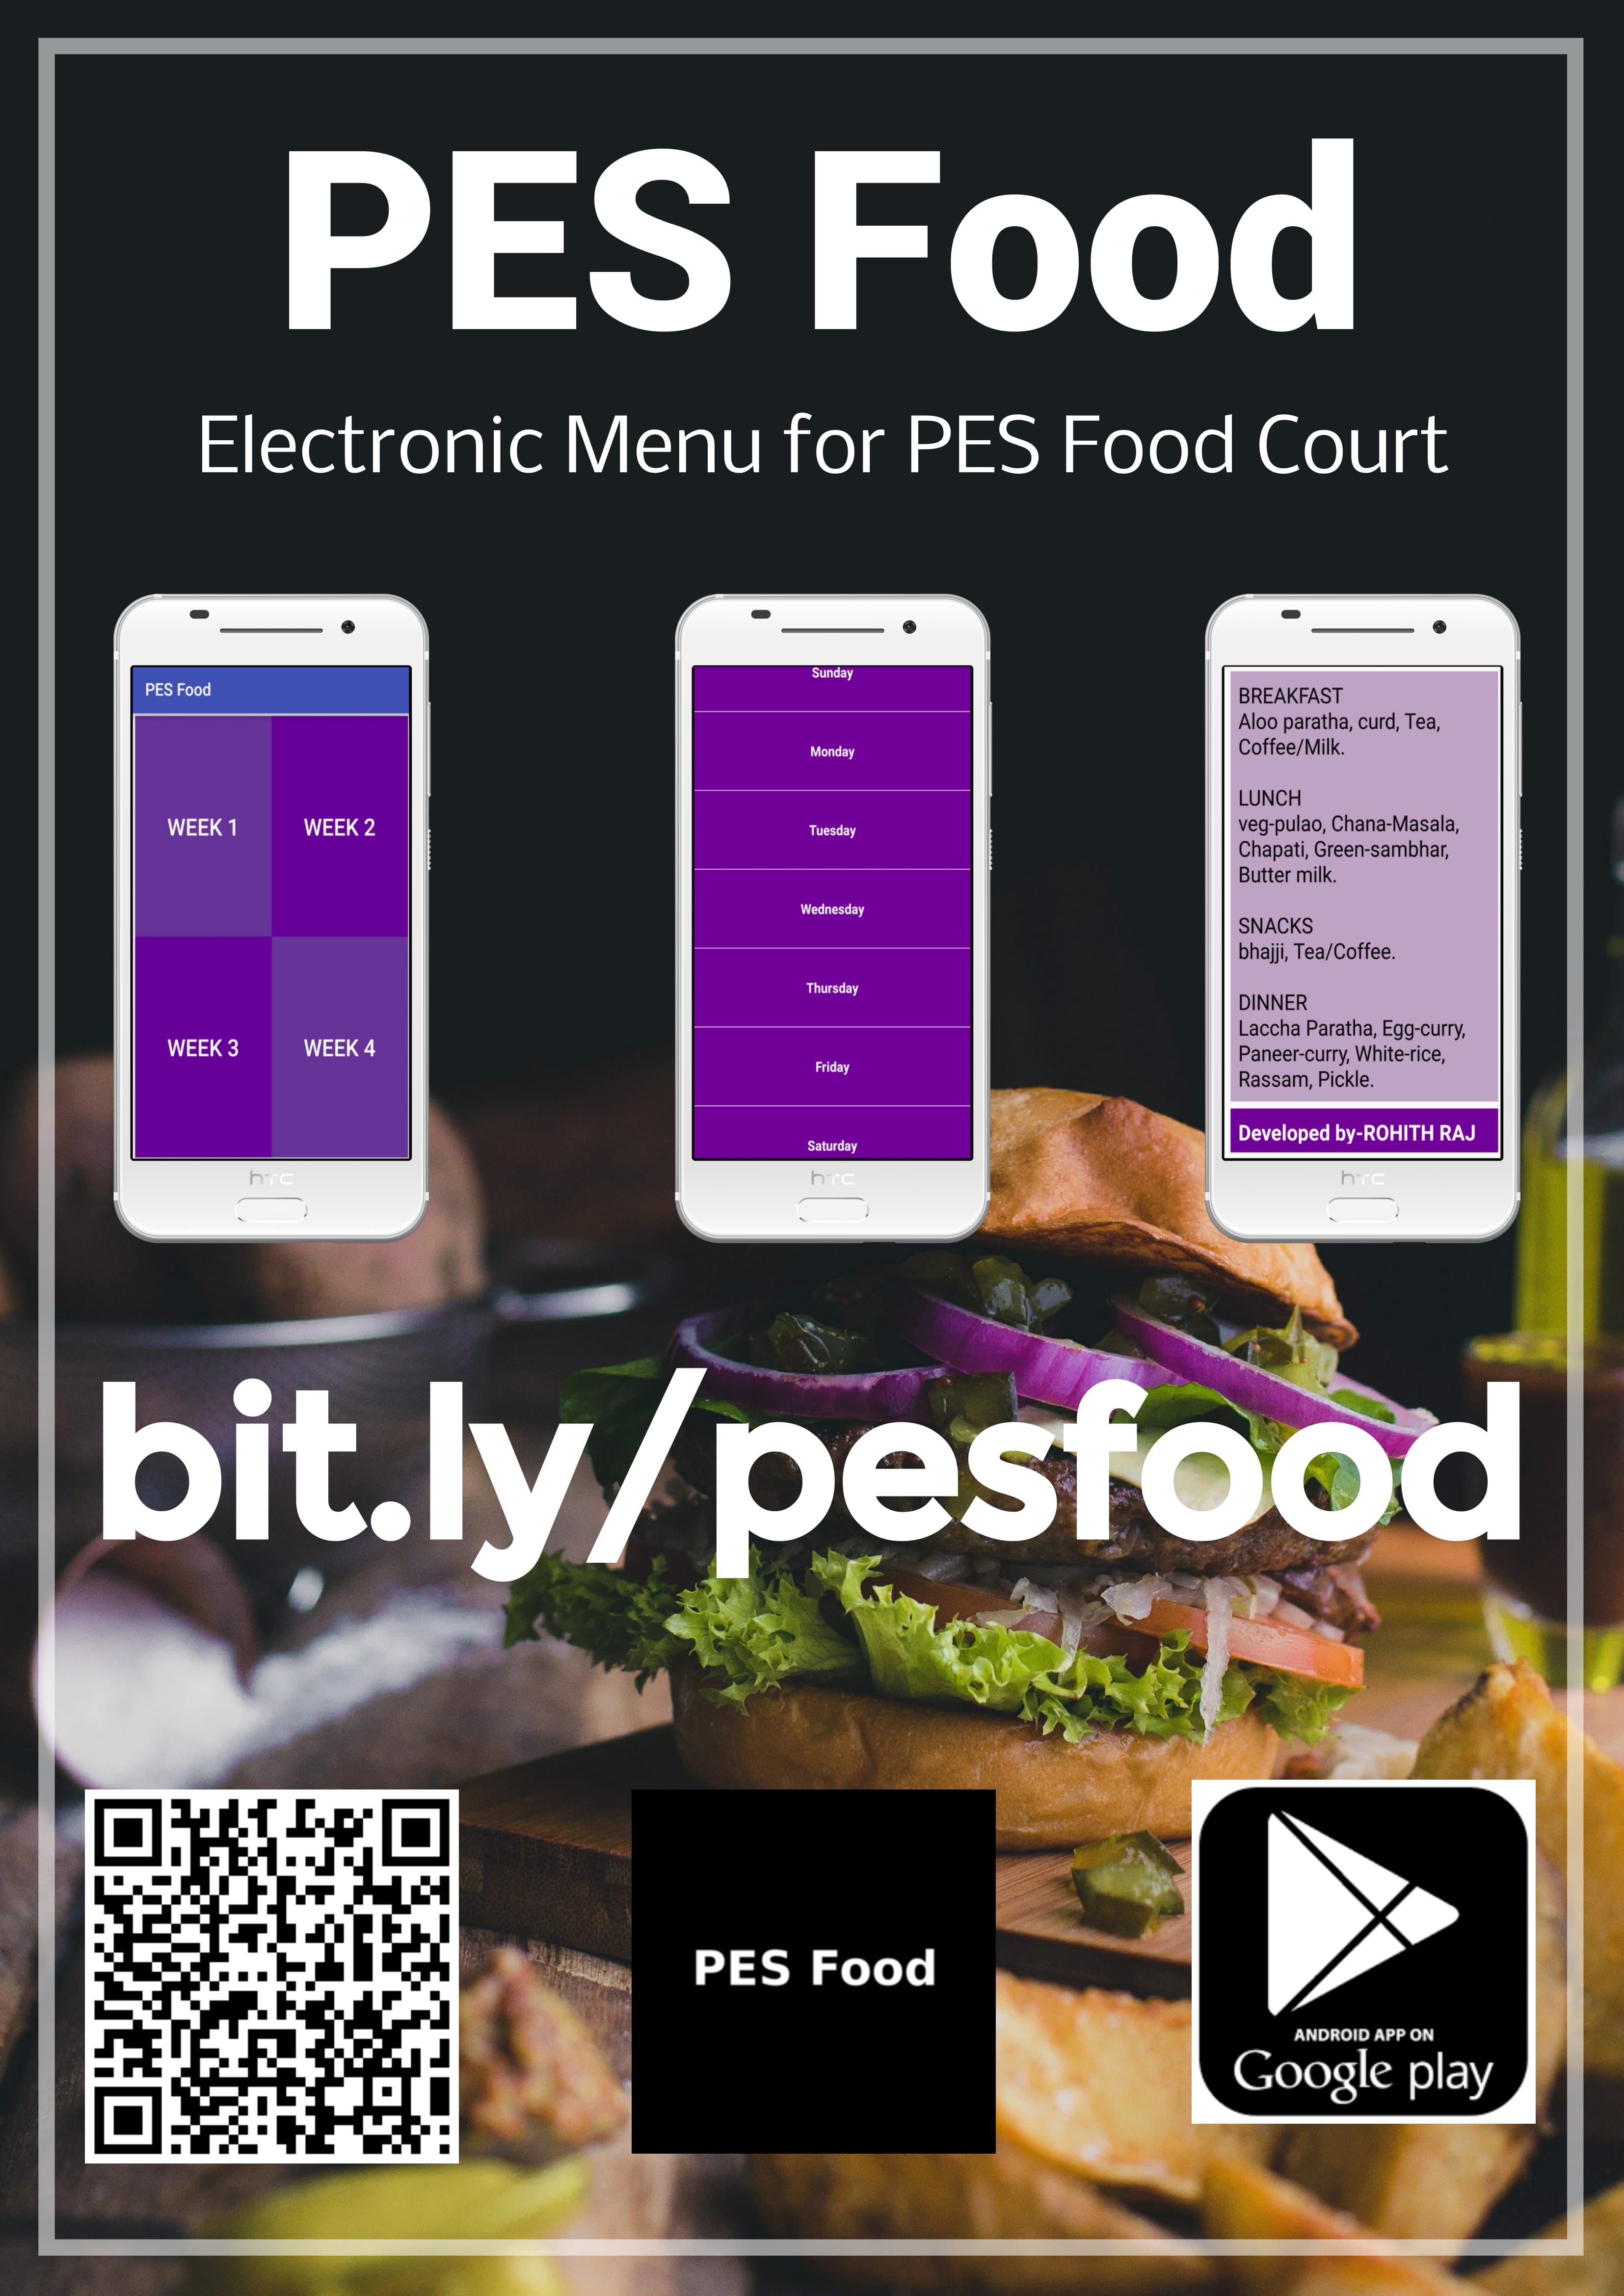 PES Food
Electronic Menu for PES Food Court
PES Food
WEEK 1
WEEK 2
WEEK 3
WEEK 4
htc
Sunday
Monday
Tuesday
Wednesday
Thursday
Friday
Saturday
htc
BREAKFAST
Aloo paratha, curd, Tea,
Coffee/Milk.
LUNCH
veg-pulao, Chana-Masala,
Chapati, Green-sambhar,
Butter milk.
SNACKS
bhajji, Tea/Coffee.
DINNER
Laccha Paratha, Egg-curry,
Paneer-curry, White-rice,
Rassam, Pickle.
Developed by-ROHITH RAJ
htc
bit.ly/pesfood
PES Food
ANDROID APP ON
Google play